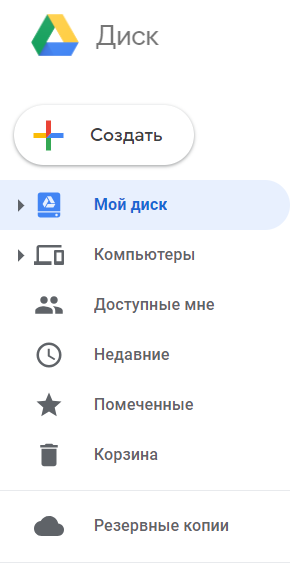 Диск
Создать
Мой диск
Компьютеры
Доступные мне
Недавние
Помеченные
Корзина
Резервные копии